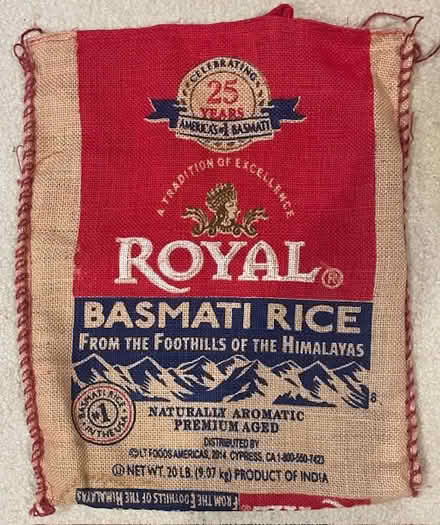 CELEBRATING
25
YEARS
AMERICA'S #1 BASMATI
A TRADITION OF EXCELLENCE
ROYAL®
BASMATI RICE
FROM THE FOOTHILLS OF THE HIMALAYAS
8
BASMATI RICE
#1
IN THE USA
NATURALLY AROMATIC
PREMIUM AGED
DISTRIBUTED BY
©LT FOODS AMERICAS, 2014 CYPRESS, CA 1-800-550-7423
U NET WT. 20 LB. (9.07 kg) PRODUCT OF INDIA
FROM THE FOOTHILLS OF THE HIMALAYAS